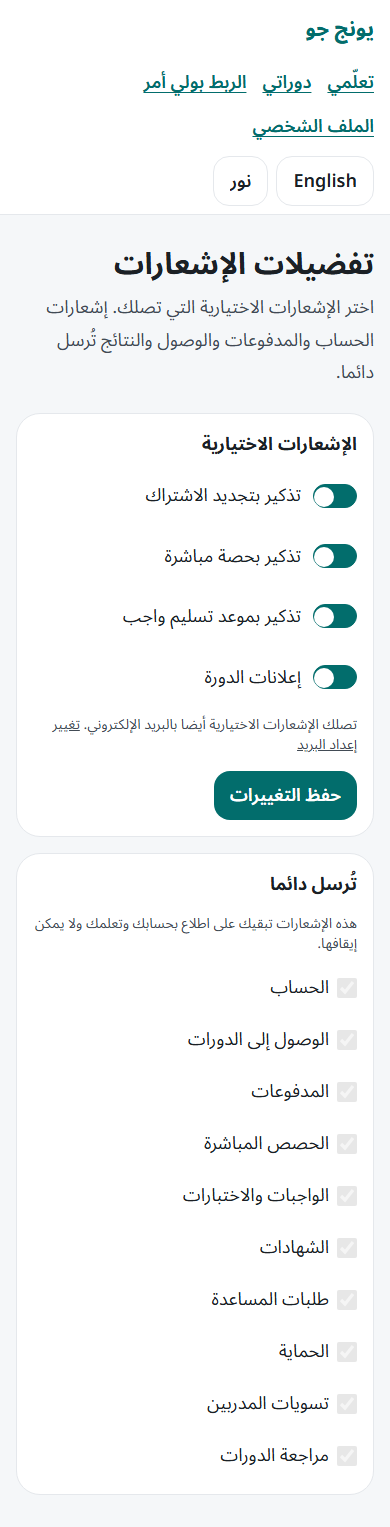 يونج جو
تعلّمي دوراتي الربط بولي أمر
الملف الشخصي
English نور
تفضيلات الإشعارات
اختر الإشعارات الاختيارية التي تصلك. إشعارات
الحساب والمدفوعات والوصول والنتائج تُرسل
دائما.
الإشعارات الاختيارية
تذكير بتجديد الاشتراك
تذكير بحصة مباشرة
تذكير بموعد تسليم واجب
إعلانات الدورة
تصلك الإشعارات الاختيارية أيضا بالبريد الإلكتروني. تغيير
إعداد البريد
حفظ التغييرات
تُرسل دائما
هذه الإشعارات تبقيك على اطلاع بحسابك وتعلمك ولا يمكن
إيقافها.
الحساب
الوصول إلى الدورات
المدفوعات
الحصص المباشرة
الواجبات والاختبارات
الشهادات
طلبات المساعدة
الحماية
تسويات المدربين
مراجعة الدورات